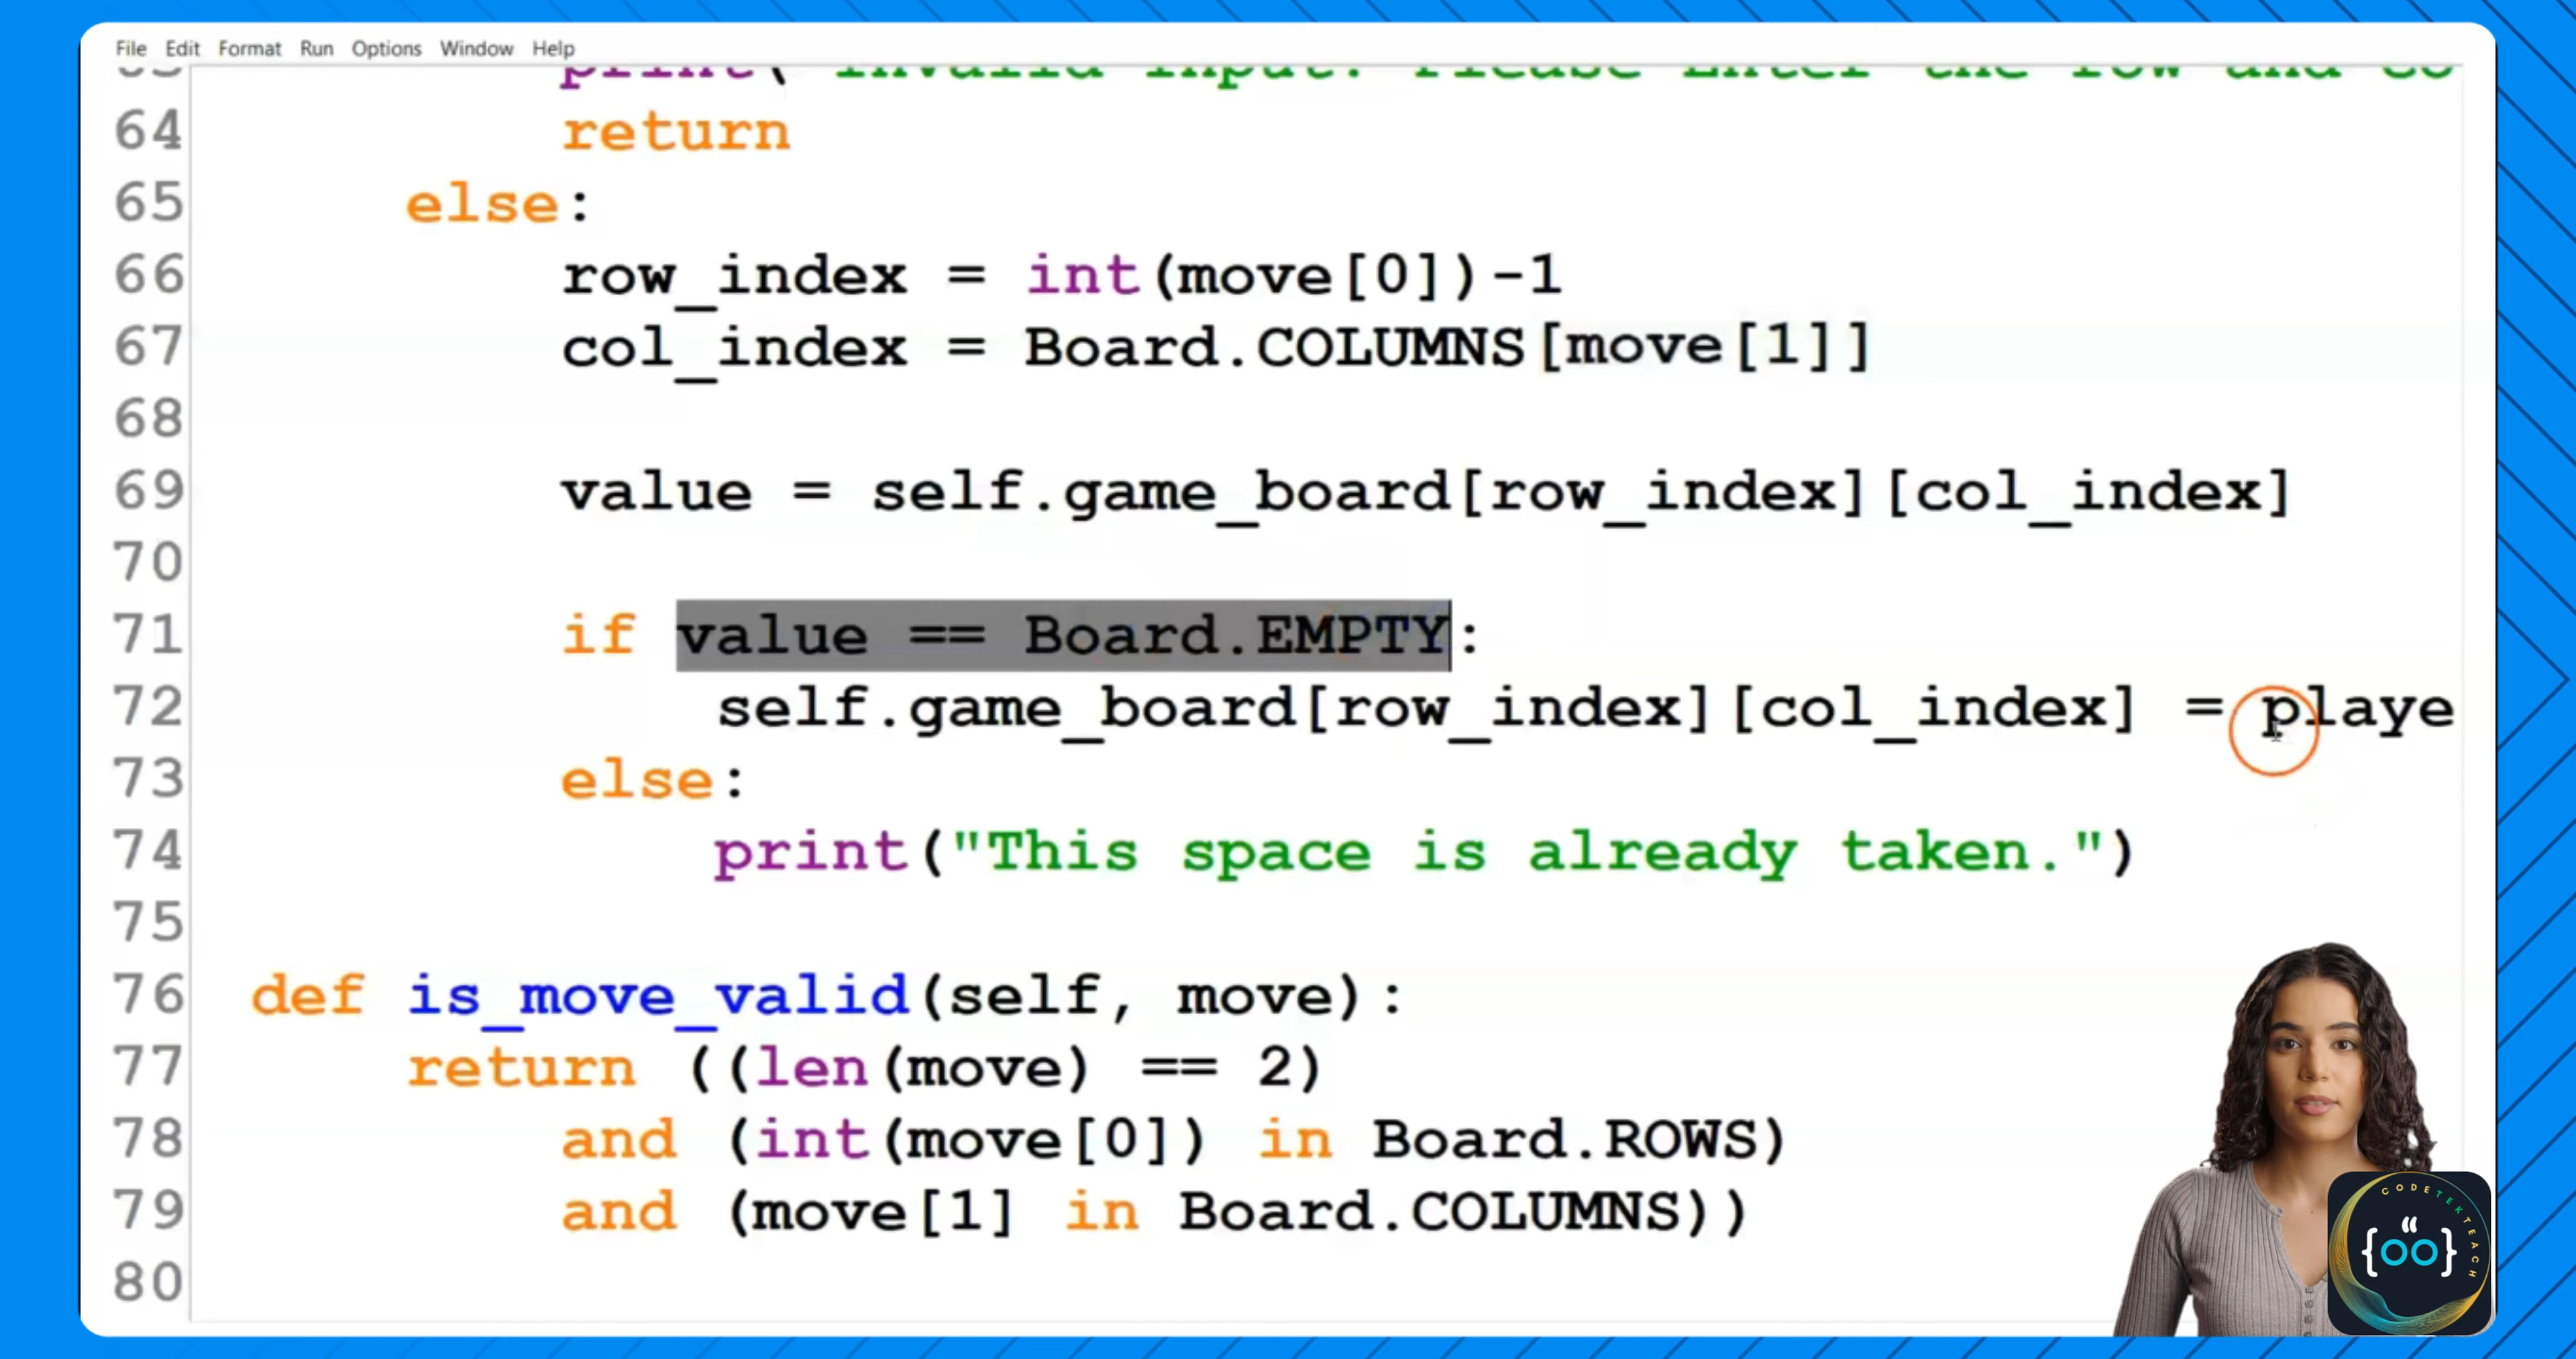 File Edit Format Run Options Window Help
64 return
65 else:
66 row_index = int(move[0])-1
67 col_index = Board.COLUMNS[move[1]]
68
69 value = self.game_board[row_index][col_index]
70
71 if value == Board.EMPTY:
72 self.game_board[row_index][col_index] = playe
73 else:
74 print("This space is already taken.")
75
76 def is_move_valid(self, move):
77 return ((len(move) == 2)
78 and (int(move[0]) in Board.ROWS)
79 and (move[1] in Board.COLUMNS))
80
CODETEKTEACH
{oo}